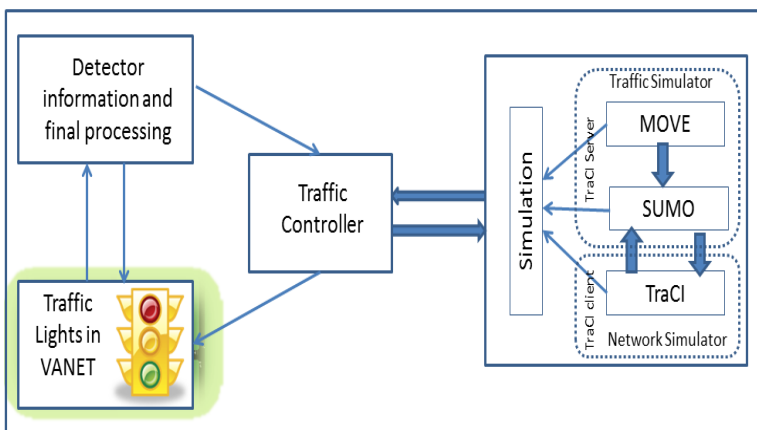 Detector
information and
final processing
Traffic
Controller
Traffic
Lights in
VANET
Simulation
Traffic Simulator
TraCI Server
MOVE
SUMO
TraCI client
TraCI
Network Simulator